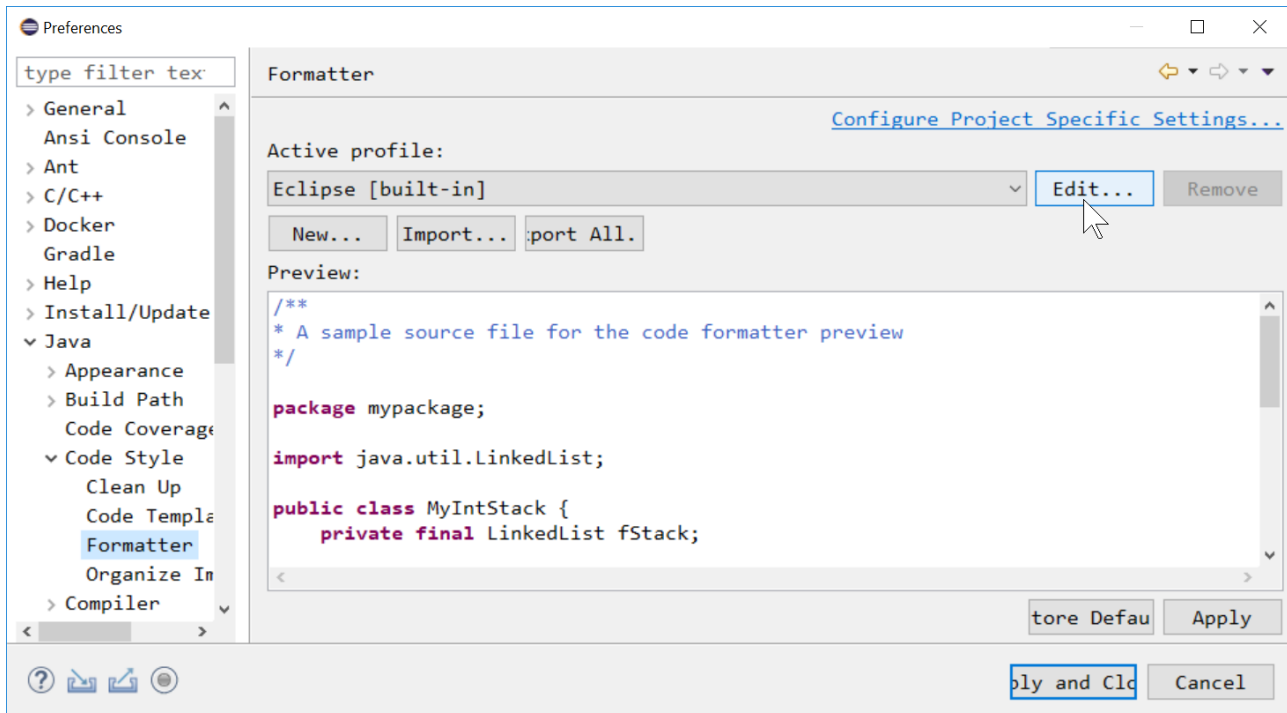 Preferences
type filter tex
Formatter
Configure Project Specific Settings...
General
Ansi Console
Ant
C/C++
Docker
Gradle
Help
Install/Update
Java
Appearance
Build Path
Code Coverage
Code Style
Clean Up
Code Templa
Formatter
Organize Im
Compiler
Active profile:
Eclipse [built-in]
Edit...
Remove
New...
Import...
port All.
Preview:
/**
* A sample source file for the code formatter preview
*/
package mypackage;
import java.util.LinkedList;
public class MyIntStack {
private final LinkedList fStack;
tore Defau
Apply
ply and Clo
Cancel